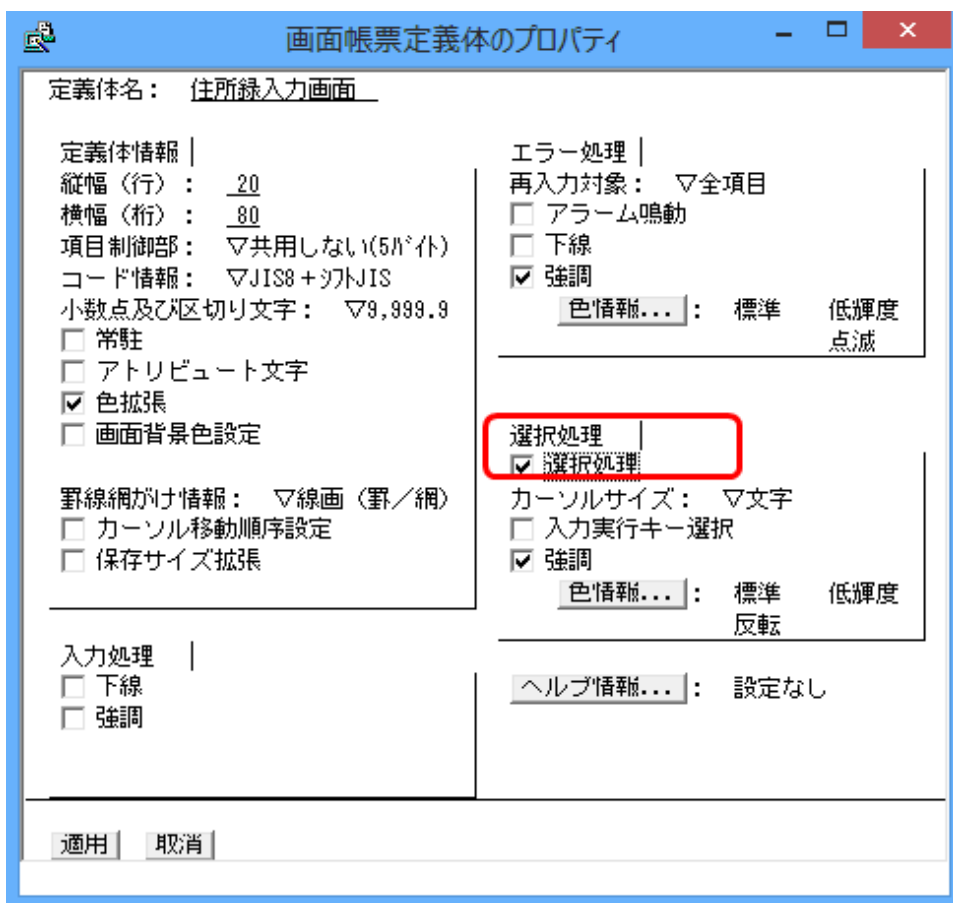 画面帳票定義体のプロパティ
定義体名： 住所録入力画面
定義体情報
縦幅（行）： 20
横幅（桁）： 80
項目制御部： ▽共用しない(5ﾊﾞｲﾄ)
コード情報： ▽JIS8+ｼﾌﾄJIS
小数点及び区切り文字： ▽9,999.9
常駐
アトリビュート文字
色拡張
画面背景色設定
罫線網がけ情報： ▽線画（罫／網）
カーソル移動順序設定
保存サイズ拡張
入力処理
下線
強調
エラー処理
再入力対象： ▽全項目
アラーム鳴動
下線
強調
色情報...： 標準 低輝度
点滅
選択処理
選択処理
カーソルサイズ： ▽文字
入力実行キー選択
強調
色情報...： 標準 低輝度
反転
ヘルプ情報...： 設定なし
適用 取消